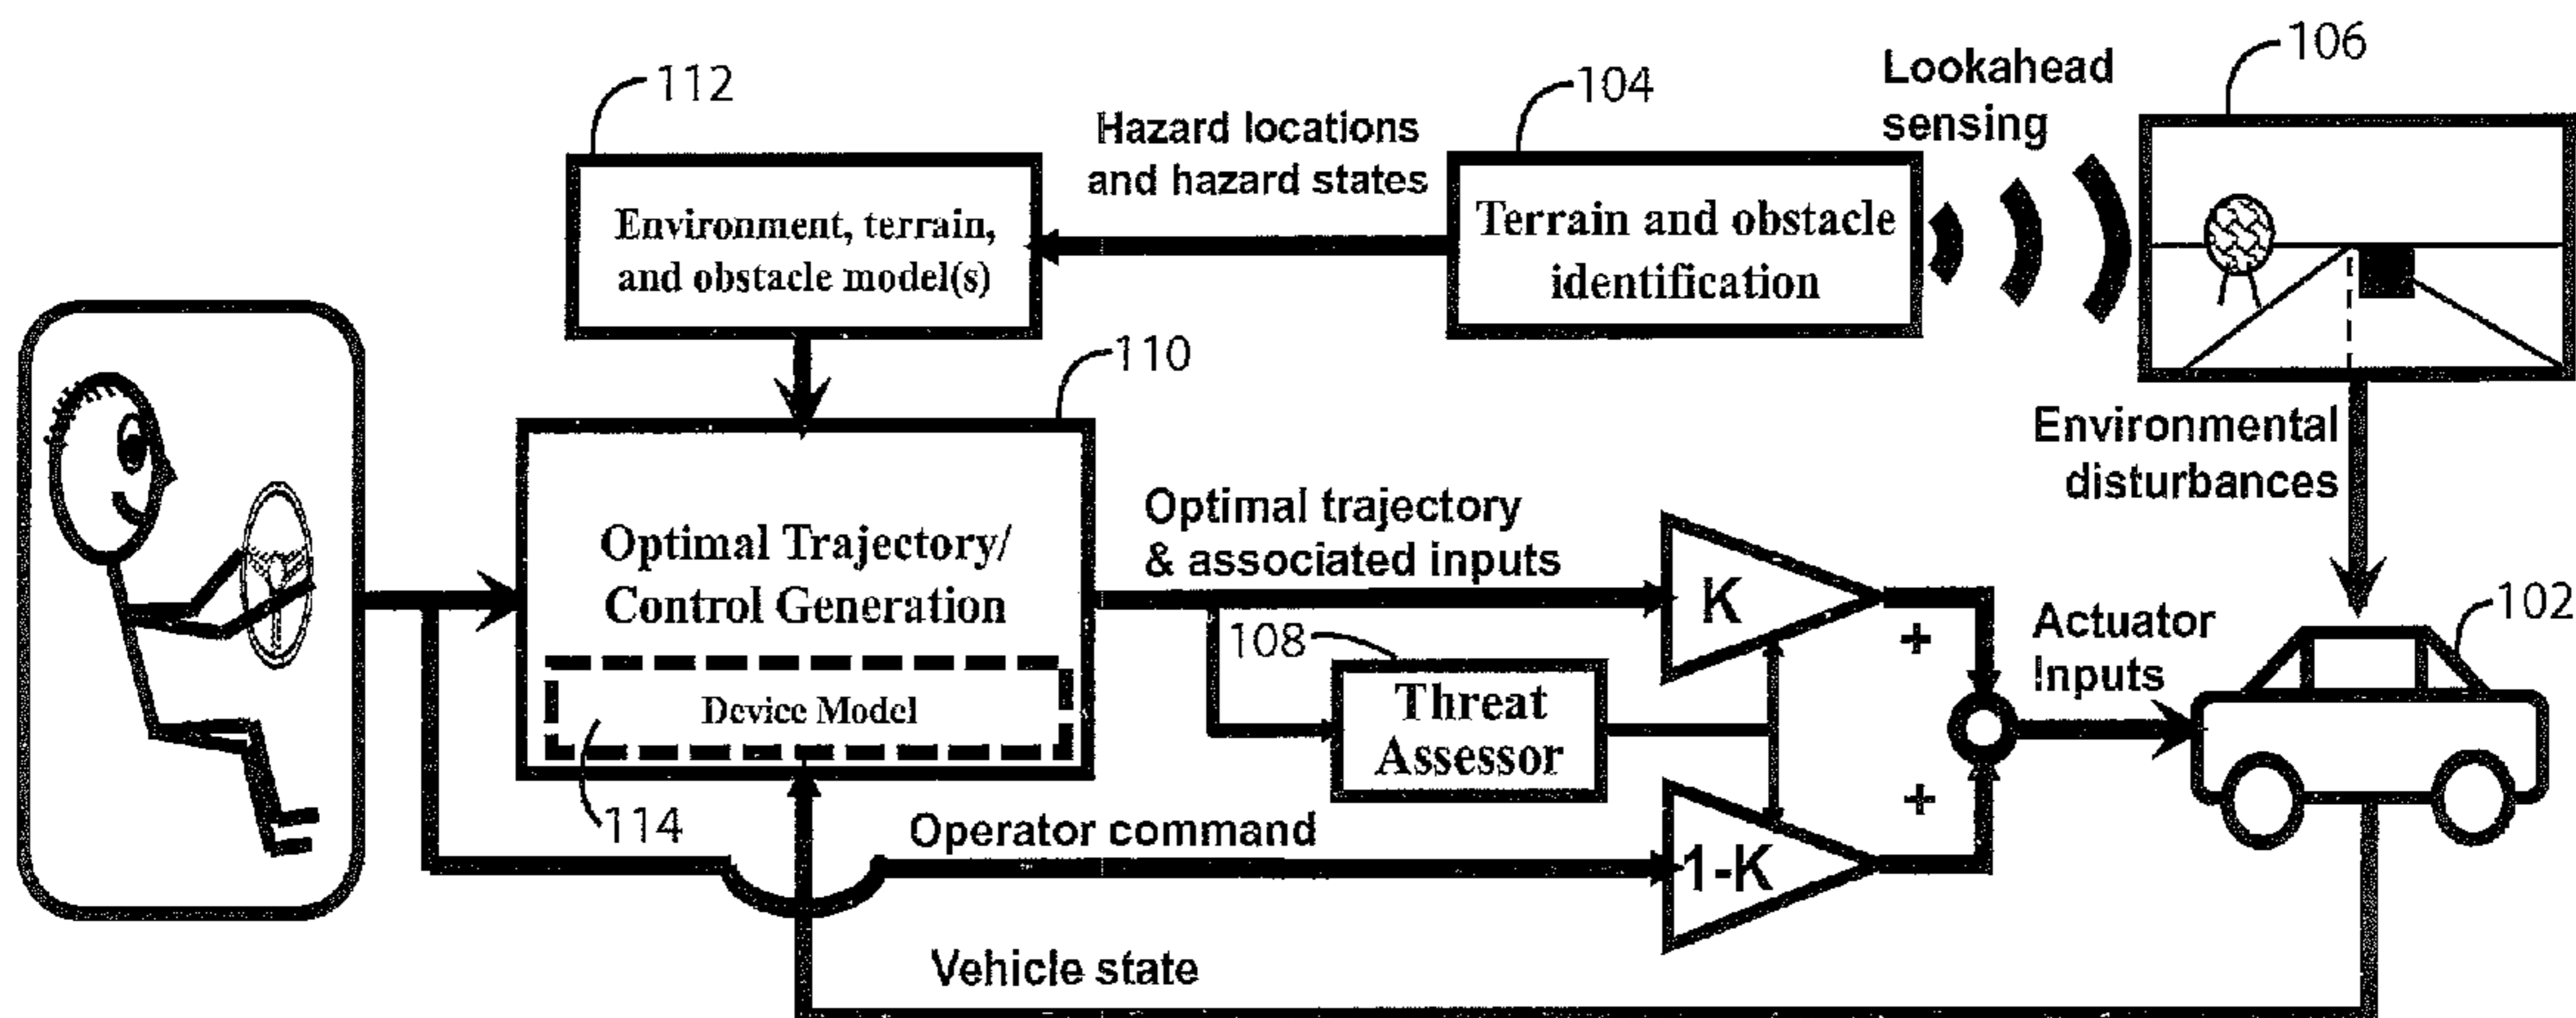 106
112
104
Lookahead
sensing
Hazard locations
and hazard states
Environment, terrain,
and obstacle model(s)
Terrain and obstacle
identification
110
Environmental
disturbances
Optimal trajectory
& associated inputs
Optimal Trajectory/
Control Generation
K
102
108
+
Actuator
Inputs
Threat
Assessor
Device Model
114
Operator command
+
1-K
Vehicle state